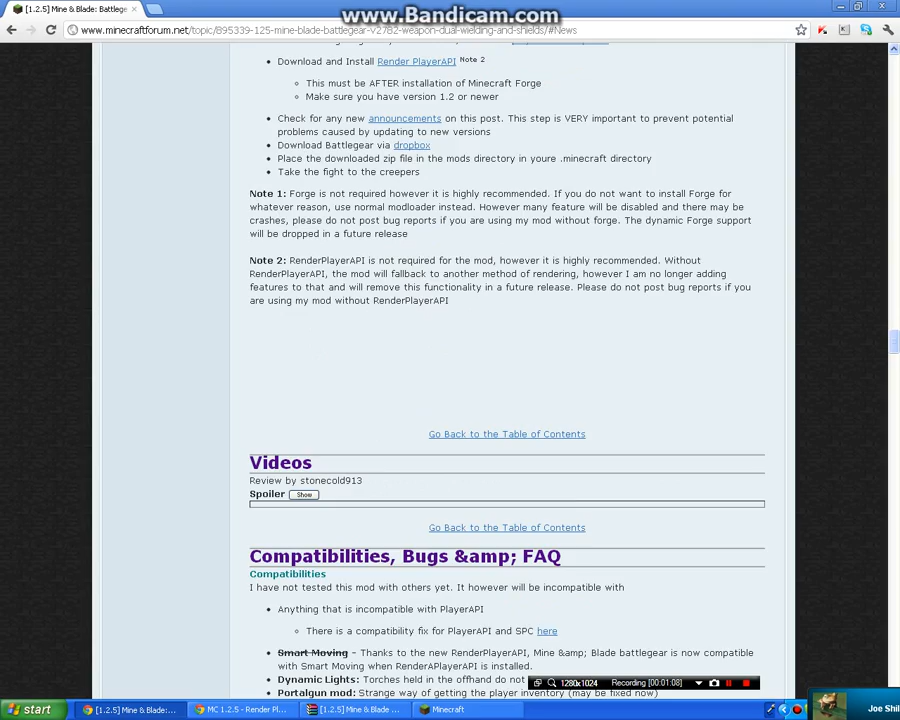 [1.2.5] Mine & Blade: Battlege
www.Bandicam.com
www.minecraftforum.net/topic/895339-125-mine-blade-battlegear-v2782-weapon-dual-wielding-and-shields/#News
Download and Install Render PlayerAPI Note 2
This must be AFTER installation of Minecraft Forge
Make sure you have version 1.2 or newer
Check for any new announcements on this post. This step is VERY important to prevent potential
problems caused by updating to new versions
Download Battlegear via dropbox
Place the downloaded zip file in the mods directory in youre .minecraft directory
Take the fight to the creepers
Note 1: Forge is not required however it is highly recommended. If you do not want to install Forge for
whatever reason, use normal modloader instead. However many feature will be disabled and there may be
crashes, please do not post bug reports if you are using my mod without forge. The dynamic Forge support
will be dropped in a future release
Note 2: RenderPlayerAPI is not required for the mod, however it is highly recommended. Without
RenderPlayerAPI, the mod will fallback to another method of rendering, however I am no longer adding
features to that and will remove this functionality in a future release. Please do not post bug reports if you
are using my mod without RenderPlayerAPI
Go Back to the Table of Contents
Videos
Review by stonecold913
Spoiler Show
Go Back to the Table of Contents
Compatibilities, Bugs &amp; FAQ
Compatibilities
I have not tested this mod with others yet. It however will be incompatible with
Anything that is incompatible with PlayerAPI
There is a compatibility fix for PlayerAPI and SPC here
Smart Moving - Thanks to the new RenderPlayerAPI, Mine &amp; Blade battlegear is now compatible
with Smart Moving when RenderAPlayerAPI is installed.
Dynamic Lights: Torches held in the offhand do not
1280x1024 Recording [00:01:08]
Portalgun mod: Strange way of getting the player inventory (may be fixed now)
start [1.2.5] Mine & Blade:... MC 1.2.5 - Render Pl... [1.2.5] Mine & Blade ... Minecraft Joe Shil